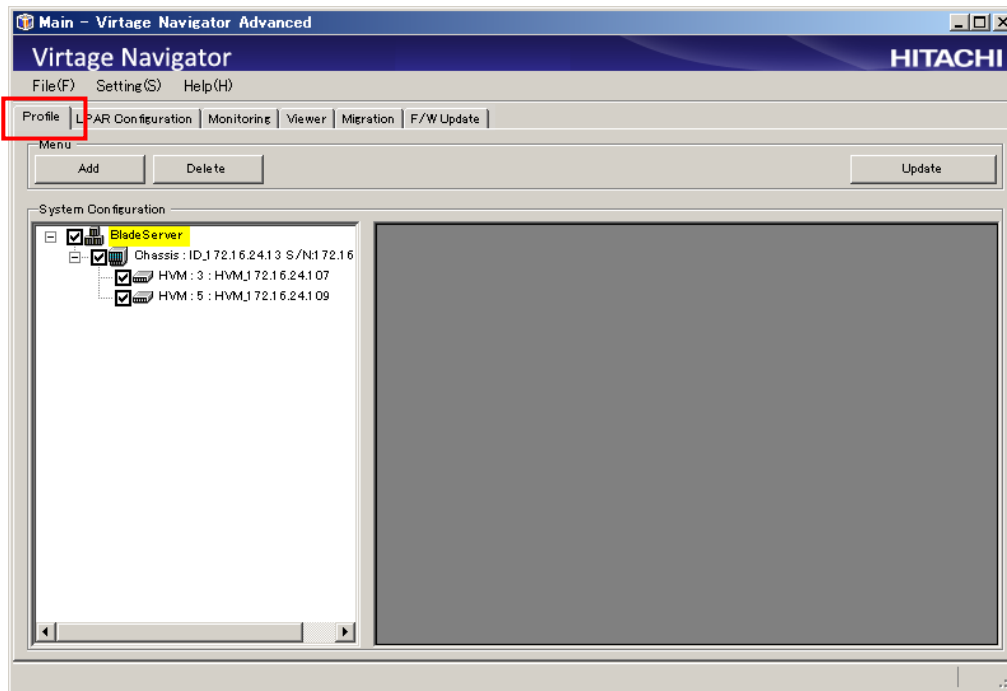 Main - Virtage Navigator Advanced
Virtage Navigator HITACHI
File(F) Setting(S) Help(H)
Profile LPAR Configuration Monitoring Viewer Migration F/W Update
Menu
Add Delete Update
System Configuration
BladeServer
Chassis : ID_172.16.24.13 S/N:172.16
HVM : 3 : HVM_172.16.24.107
HVM : 5 : HVM_172.16.24.109